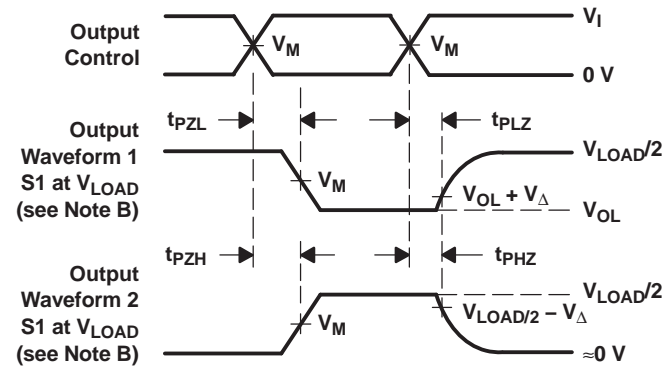 Output
Control
V_M
V_M
V_I
0 V
t_PZL
t_PLZ
Output
Waveform 1
S1 at V_LOAD
(see Note B)
V_M
V_LOAD/2
V_OL + V_Δ
V_OL
t_PZH
t_PHZ
Output
Waveform 2
S1 at V_LOAD
(see Note B)
V_M
V_LOAD/2
V_LOAD/2 − V_Δ
≈0 V